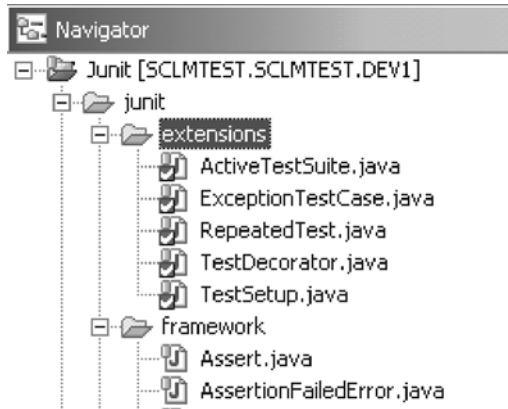 Navigator
Junit [SCLMTEST.SCLMTEST.DEV1]
junit
extensions
ActiveTestSuite.java
ExceptionTestCase.java
RepeatedTest.java
TestDecorator.java
TestSetup.java
framework
Assert.java
AssertionFailedError.java